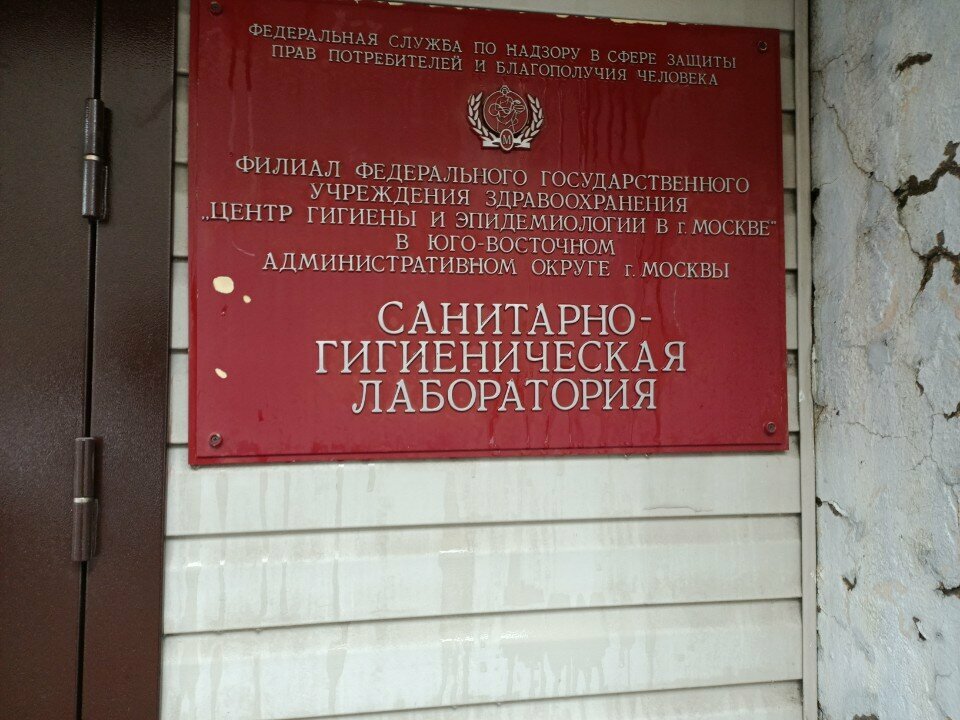 ФЕДЕРАЛЬНАЯ СЛУЖБА ПО НАДЗОРУ В СФЕРЕ ЗАЩИТЫ
ПРАВ ПОТРЕБИТЕЛЕЙ И БЛАГОПОЛУЧИЯ ЧЕЛОВЕКА
М
ФИЛИАЛ ФЕДЕРАЛЬНОГО ГОСУДАРСТВЕННОГО
УЧРЕЖДЕНИЯ ЗДРАВООХРАНЕНИЯ
„ЦЕНТР ГИГИЕНЫ И ЭПИДЕМИОЛОГИИ В г. МОСКВЕ"
В ЮГО-ВОСТОЧНОМ
АДМИНИСТРАТИВНОМ ОКРУГЕ г. МОСКВЫ
САНИТАРНО-
ГИГИЕНИЧЕСКАЯ
ЛАБОРАТОРИЯ